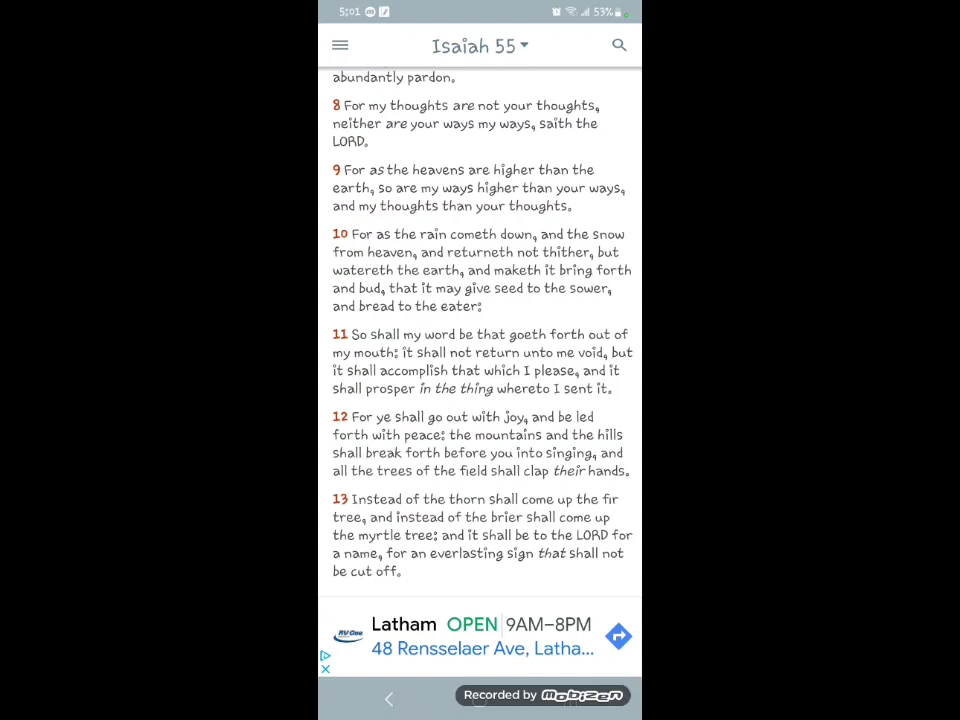 5:01 53%
Isaiah 55
abundantly pardon.
8 For my thoughts are not your thoughts,
neither are your ways my ways, saith the
LORD.
9 For as the heavens are higher than the
earth, so are my ways higher than your ways,
and my thoughts than your thoughts.
10 For as the rain cometh down, and the snow
from heaven, and returneth not thither, but
watereth the earth, and maketh it bring forth
and bud, that it may give seed to the sower,
and bread to the eater:
11 So shall my word be that goeth forth out of
my mouth: it shall not return unto me void, but
it shall accomplish that which I please, and it
shall prosper in the thing whereto I sent it.
12 For ye shall go out with joy, and be led
forth with peace: the mountains and the hills
shall break forth before you into singing, and
all the trees of the field shall clap their hands.
13 Instead of the thorn shall come up the fir
tree, and instead of the brier shall come up
the myrtle tree: and it shall be to the LORD for
a name, for an everlasting sign that shall not
be cut off.
RV One
Latham OPEN 9AM–8PM
48 Rensselaer Ave, Latha...
Recorded by mobizen